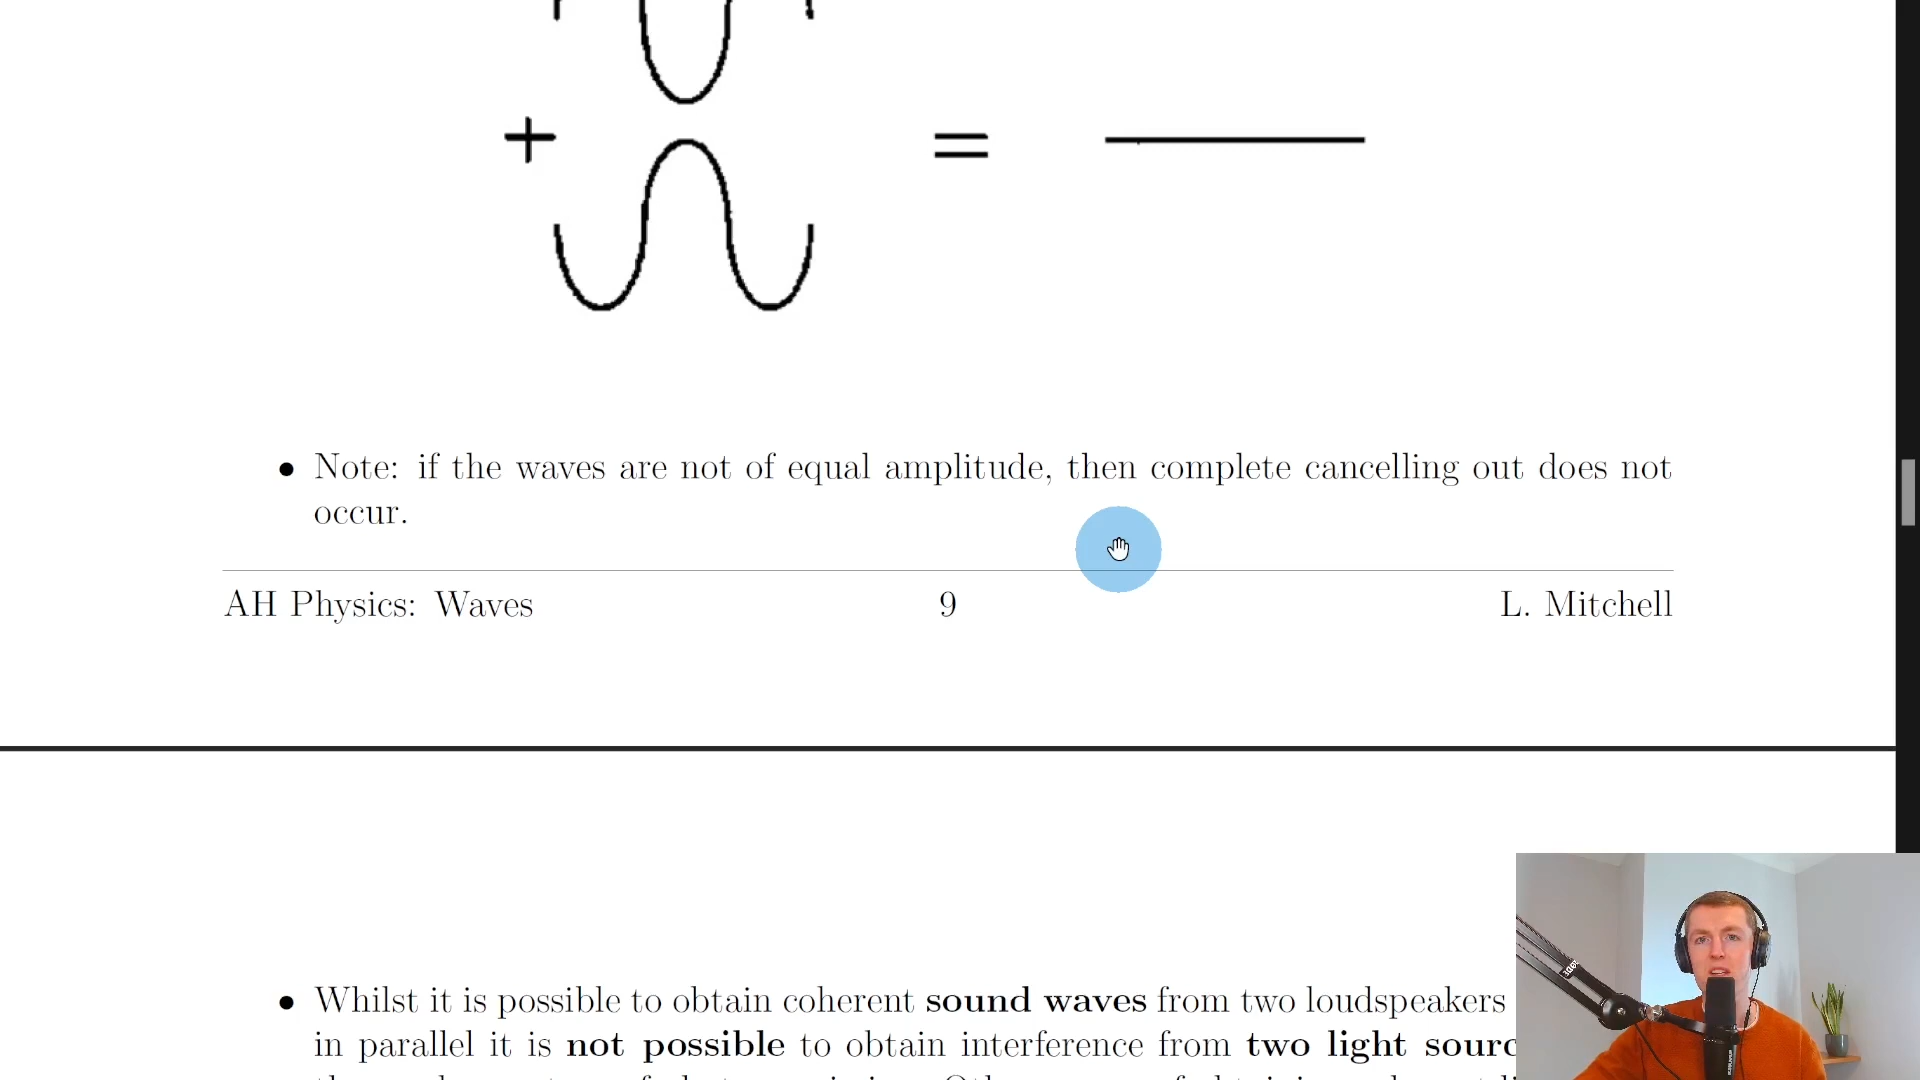 + =
• Note: if the waves are not of equal amplitude, then complete cancelling out does not
occur.
AH Physics: Waves 9 L. Mitchell
• Whilst it is possible to obtain coherent sound waves from two loudspeakers
in parallel it is not possible to obtain interference from two light